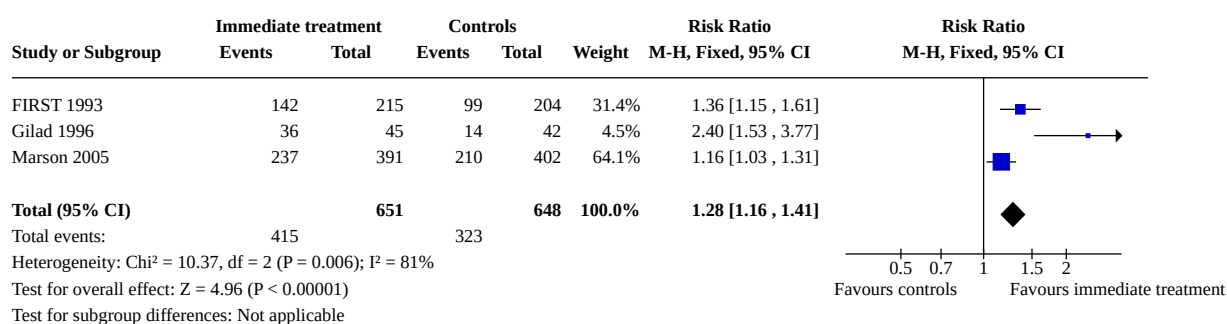 Immediate treatment Controls Risk Ratio Risk Ratio
Study or Subgroup Events Total Events Total Weight M-H, Fixed, 95% CI M-H, Fixed, 95% CI
FIRST 1993 142 215 99 204 31.4% 1.36 [1.15 , 1.61]
Gilad 1996 36 45 14 42 4.5% 2.40 [1.53 , 3.77]
Marson 2005 237 391 210 402 64.1% 1.16 [1.03 , 1.31]
Total (95% CI) 651 648 100.0% 1.28 [1.16 , 1.41]
Total events: 415 323
Heterogeneity: Chi² = 10.37, df = 2 (P = 0.006); I² = 81%
0.5 0.7 1 1.5 2
Test for overall effect: Z = 4.96 (P < 0.00001) Favours controls Favours immediate treatment
Test for subgroup differences: Not applicable